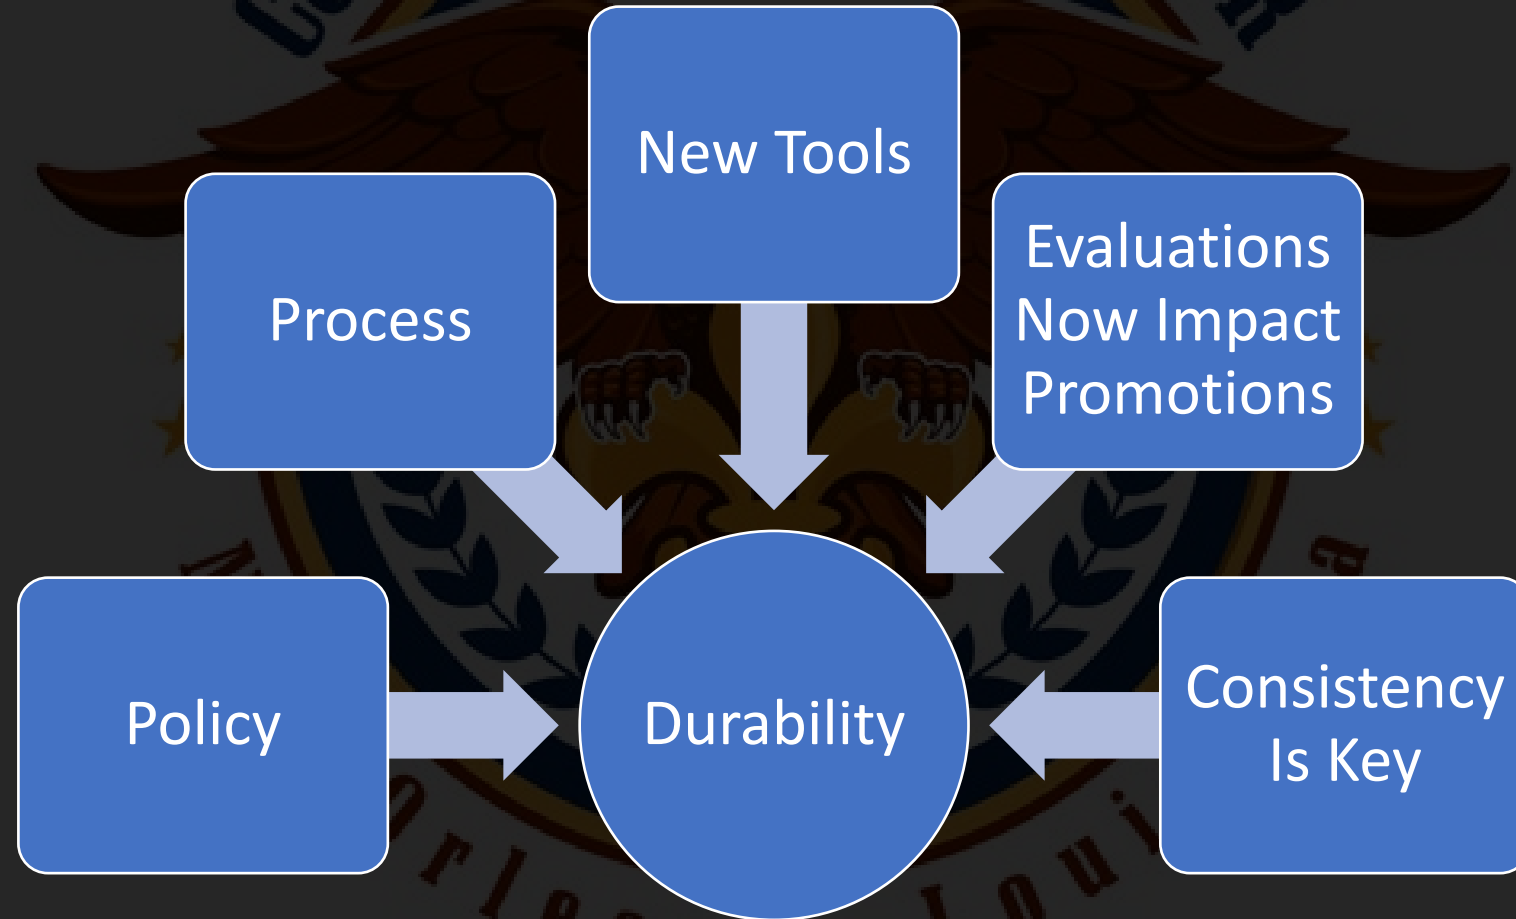 New Tools
Process
Evaluations
Now Impact
Promotions
Policy
Durability
Consistency
Is Key